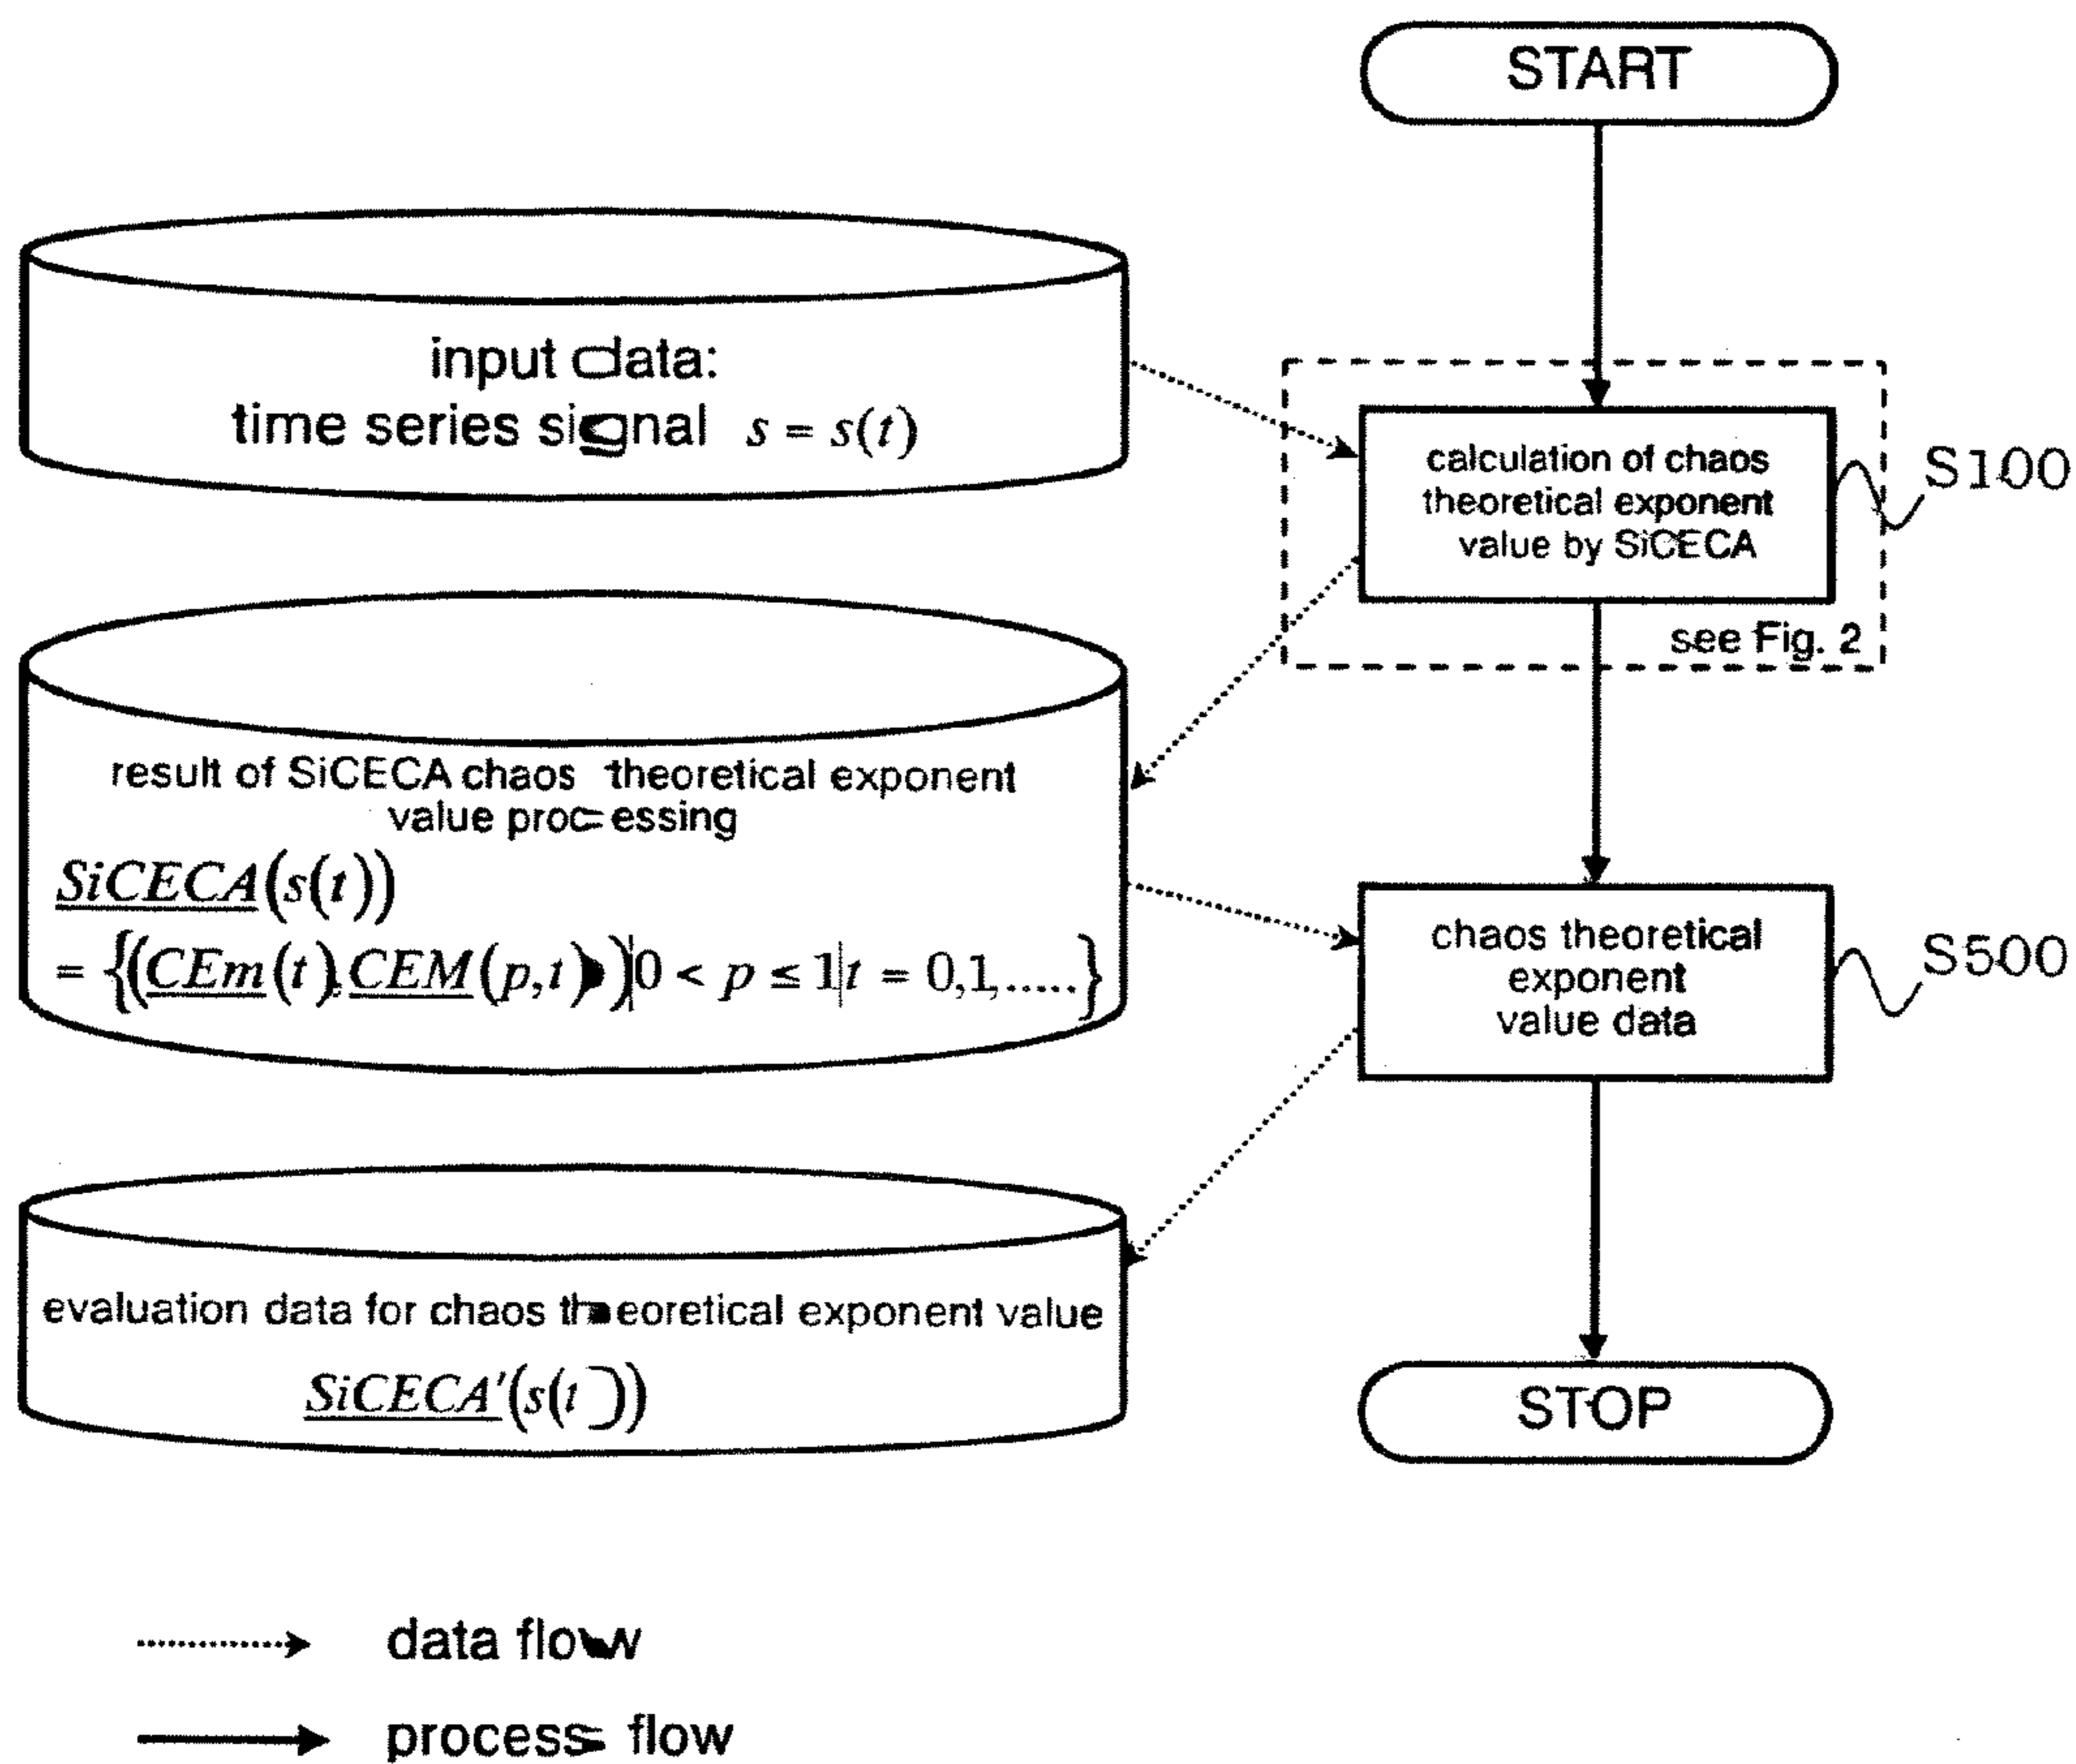 START
input data:
time series signal s = s(t)
calculation of chaos
theoretical exponent
value by SiCECA
S100
see Fig. 2
result of SiCECA chaos theoretical exponent
value processing
SiCECA(s(t))
= {(CEm(t), CEM(p,t))|0 < p ≤ 1|t = 0,1,.....}
chaos theoretical
exponent
value data
S500
evaluation data for chaos theoretical exponent value
SiCECA'(s(t))
STOP
data flow
process flow